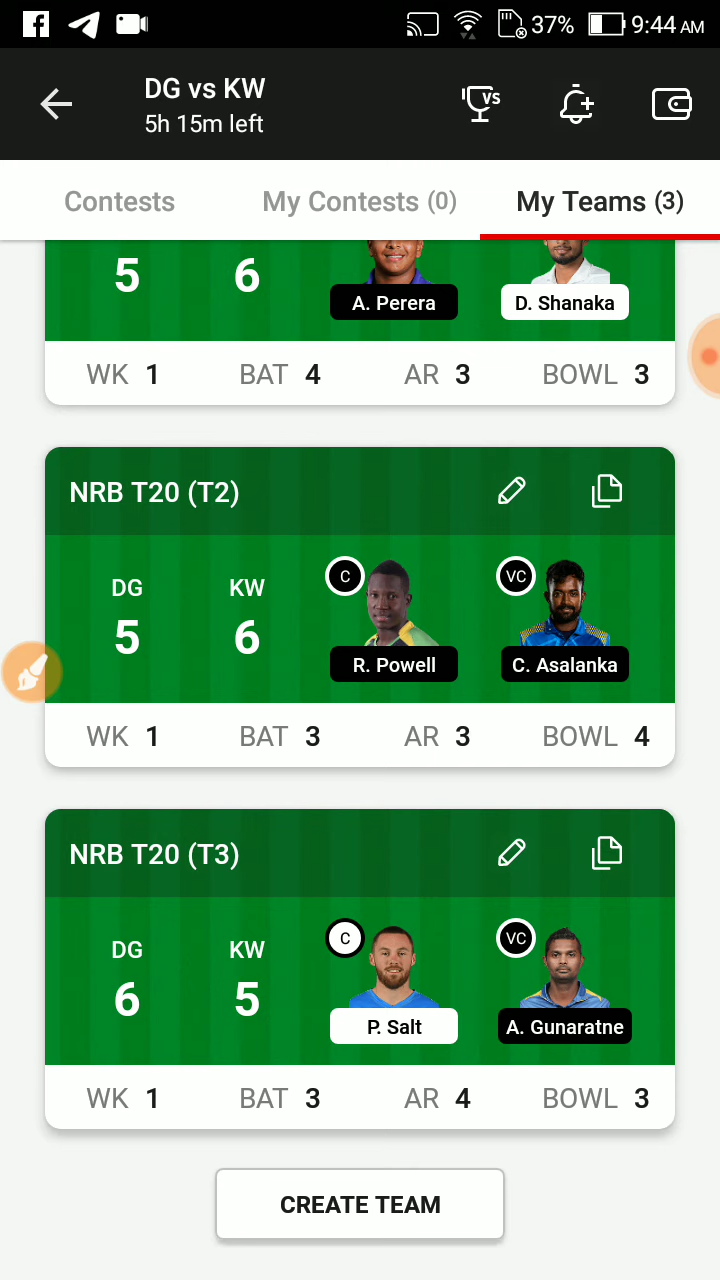 37% 9:44 AM
DG vs KW
5h 15m left
VS
Contests My Contests (0) My Teams (3)
5 6
A. Perera D. Shanaka
WK 1 BAT 4 AR 3 BOWL 3
NRB T20 (T2)
C VC
DG KW
5 6
R. Powell C. Asalanka
WK 1 BAT 3 AR 3 BOWL 4
NRB T20 (T3)
C VC
DG KW
6 5
P. Salt A. Gunaratne
WK 1 BAT 3 AR 4 BOWL 3
CREATE TEAM